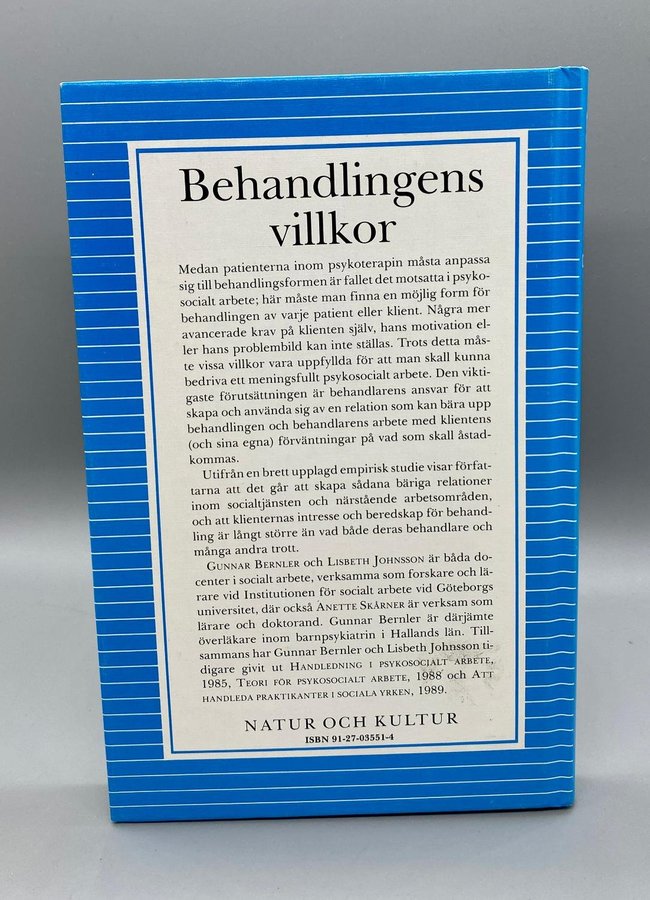 Behandlingens
villkor
Medan patienterna inom psykoterapin måsta anpassa
sig till behandlingsformen är fallet det motsatta i psyko-
socialt arbete; här måste man finna en möjlig form för
behandlingen av varje patient eller klient. Några mer
avancerade krav på klienten själv, hans motivation el-
ler hans problembild kan inte ställas. Trots detta mås-
te vissa villkor vara uppfyllda för att man skall kunna
bedriva ett meningsfullt psykosocialt arbete. Den vikti-
gaste förutsättningen är behandlarens ansvar för att
skapa och använda sig av en relation som kan bära upp
behandlingen och behandlarens arbete med klientens
(och sina egna) förväntningar på vad som skall åstad-
kommas.
Utifrån en brett upplagd empirisk studie visar förfat-
tarna att det går att skapa sådana bäriga relationer
inom socialtjänsten och närstående arbetsområden,
och att klienternas intresse och beredskap för behand-
ling är långt större än vad både deras behandlare och
många andra trott.
GUNNAR BERNLER och LISBETH JOHNSSON är båda do-
center i socialt arbete, verksamma som forskare och lä-
rare vid Institutionen för socialt arbete vid Göteborgs
universitet, där också ANETTE SKÅRNER är verksam som
lärare och doktorand. Gunnar Bernler är därjämte
överläkare inom barnpsykiatrin i Hallands län. Till-
sammans har Gunnar Bernler och Lisbeth Johnsson ti-
digare givit ut HANDLEDNING I PSYKOSOCIALT ARBETE,
1985, TEORI FÖR PSYKOSOCIALT ARBETE, 1988 och ATT
HANDLEDA PRAKTIKANTER I SOCIALA YRKEN, 1989.
NATUR OCH KULTUR
ISBN 91-27-03551-4